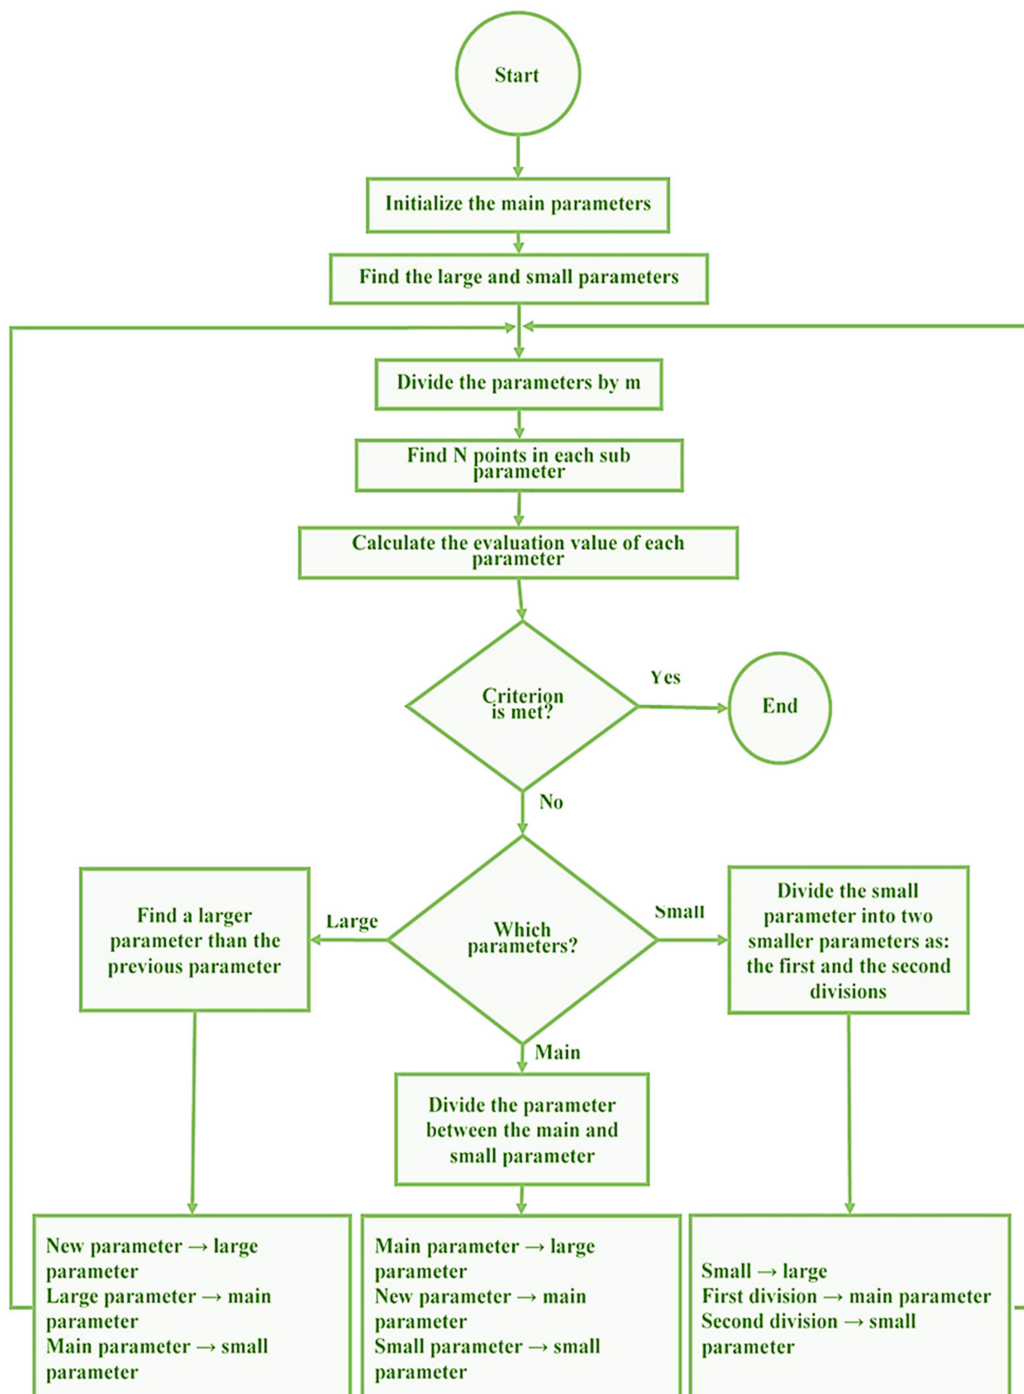 Start
Initialize the main parameters
Find the large and small parameters
Divide the parameters by m
Find N points in each sub
parameter
Calculate the evaluation value of each
parameter
Criterion
is met?
Yes
End
No
Which
parameters?
Large
Small
Main
Find a larger
parameter than the
previous parameter
Divide the small
parameter into two
smaller parameters as:
the first and the second
divisions
Divide the parameter
between the main and
small parameter
New parameter → large
parameter
Large parameter → main
parameter
Main parameter → small
parameter
Main parameter → large
parameter
New parameter → main
parameter
Small parameter → small
parameter
Small → large
First division → main parameter
Second division → small
parameter